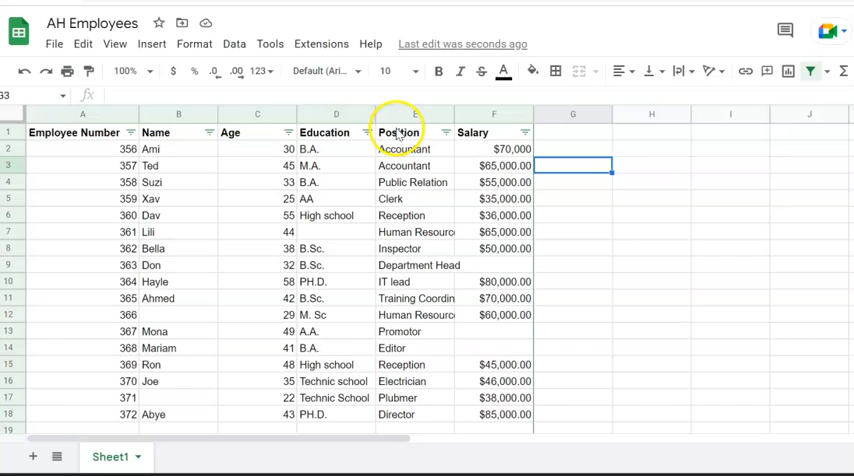 AH Employees
File Edit View Insert Format Data Tools Extensions Help Last edit was seconds ago
100% $ % .0 .00 123 Default (Ari... 10 B I S A Σ
G3 fx
A B C D E F G H I J
1 Employee Number Name Age Education Position Salary
2 356 Ami 30 B.A. Accountant $70,000
3 357 Ted 45 M.A. Accountant $65,000.00
4 358 Suzi 33 B.A. Public Relation $55,000.00
5 359 Xav 25 AA Clerk $35,000.00
6 360 Dav 55 High school Reception $36,000.00
7 361 Lili 44 Human Resource $65,000.00
8 362 Bella 38 B.Sc. Inspector $50,000.00
9 363 Don 32 B.Sc. Department Head
10 364 Hayle 58 PH.D. IT lead $80,000.00
11 365 Ahmed 42 B.Sc. Training Coordin $70,000.00
12 366 29 M. Sc Human Resource $60,000.00
13 367 Mona 49 A.A. Promotor
14 368 Mariam 41 B.A. Editor
15 369 Ron 48 High school Reception $45,000.00
16 370 Joe 35 Technic school Electrician $46,000.00
17 371 22 Technic School Plubmer $38,000.00
18 372 Abye 43 PH.D. Director $85,000.00
19
Sheet1